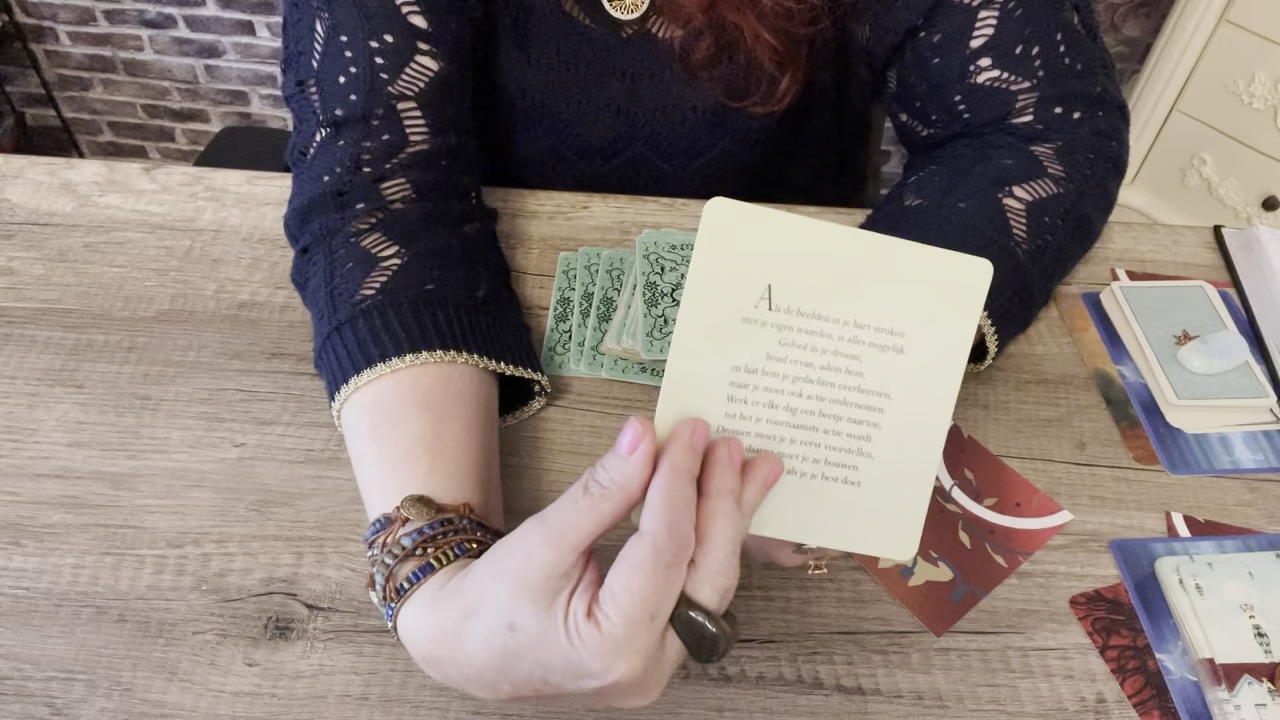 Als de beelden in je hart stroken
met je eigen waarden, is alles mogelijk.
Geloof in je droom,
houd ervan, adem hem,
en laat hem je gedachten overheersen,
maar je moet ook actie ondernemen.
Werk er elke dag een beetje naartoe,
tot het je voornaamste actie wordt.
Dromen moet je je eerst voorstellen,
daarna moet je ze bouwen.
als je je best doet